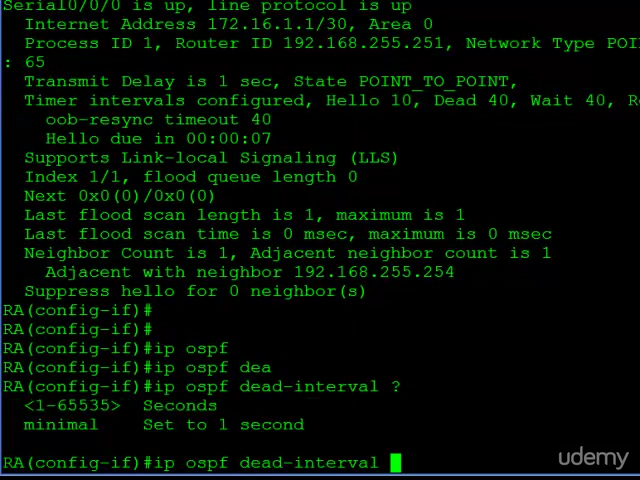 Serial0/0/0 is up, line protocol is up
Internet Address 172.16.1.1/30, Area 0
Process ID 1, Router ID 192.168.255.251, Network Type POI
: 65
Transmit Delay is 1 sec, State POINT_TO_POINT,
Timer intervals configured, Hello 10, Dead 40, Wait 40, R
oob-resync timeout 40
Hello due in 00:00:07
Supports Link-local Signaling (LLS)
Index 1/1, flood queue length 0
Next 0x0(0)/0x0(0)
Last flood scan length is 1, maximum is 1
Last flood scan time is 0 msec, maximum is 0 msec
Neighbor Count is 1, Adjacent neighbor count is 1
Adjacent with neighbor 192.168.255.254
Suppress hello for 0 neighbor(s)
RA(config-if)#
RA(config-if)#
RA(config-if)#ip ospf
RA(config-if)#ip ospf dea
RA(config-if)#ip ospf dead-interval ?
<1-65535> Seconds
minimal Set to 1 second
RA(config-if)#ip ospf dead-interval
udemy